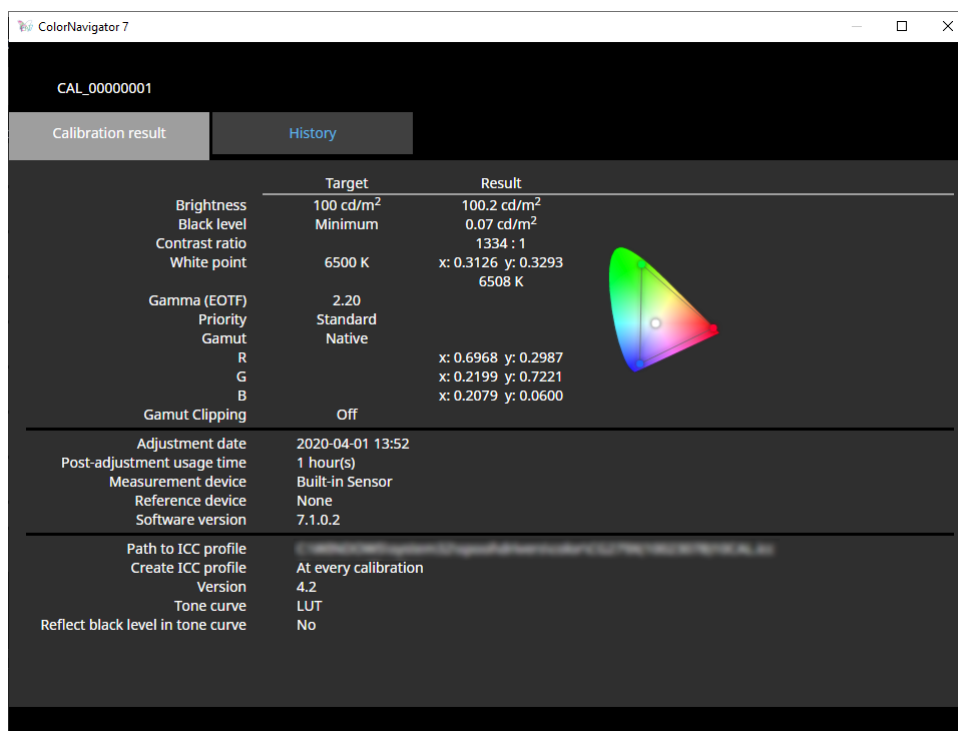 ColorNavigator 7
CAL_00000001
Calibration result History
Target Result
Brightness 100 cd/m² 100.2 cd/m²
Black level Minimum 0.07 cd/m²
Contrast ratio 1334 : 1
White point 6500 K x: 0.3126 y: 0.3293
6508 K
Gamma (EOTF) 2.20
Priority Standard
Gamut Native
R x: 0.6968 y: 0.2987
G x: 0.2199 y: 0.7221
B x: 0.2079 y: 0.0600
Gamut Clipping Off
Adjustment date 2020-04-01 13:52
Post-adjustment usage time 1 hour(s)
Measurement device Built-in Sensor
Reference device None
Software version 7.1.0.2
Path to ICC profile
Create ICC profile At every calibration
Version 4.2
Tone curve LUT
Reflect black level in tone curve No